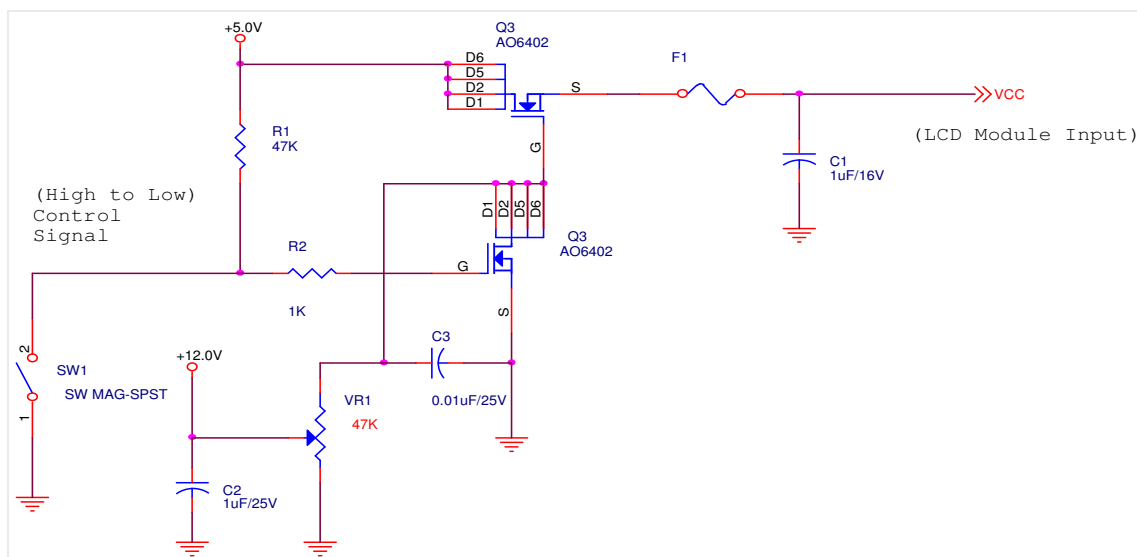 +5.0V
Q3
AO6402
D6
D5
D2
D1
S
G
F1
VCC
(LCD Module Input)
R1
47K
C1
1uF/16V
(High to Low)
Control
Signal
D1
D2
D5
D6
Q3
AO6402
R2
1K
G
S
C3
0.01uF/25V
+12.0V
2
SW1
SW MAG-SPST
1
VR1
47K
C2
1uF/25V